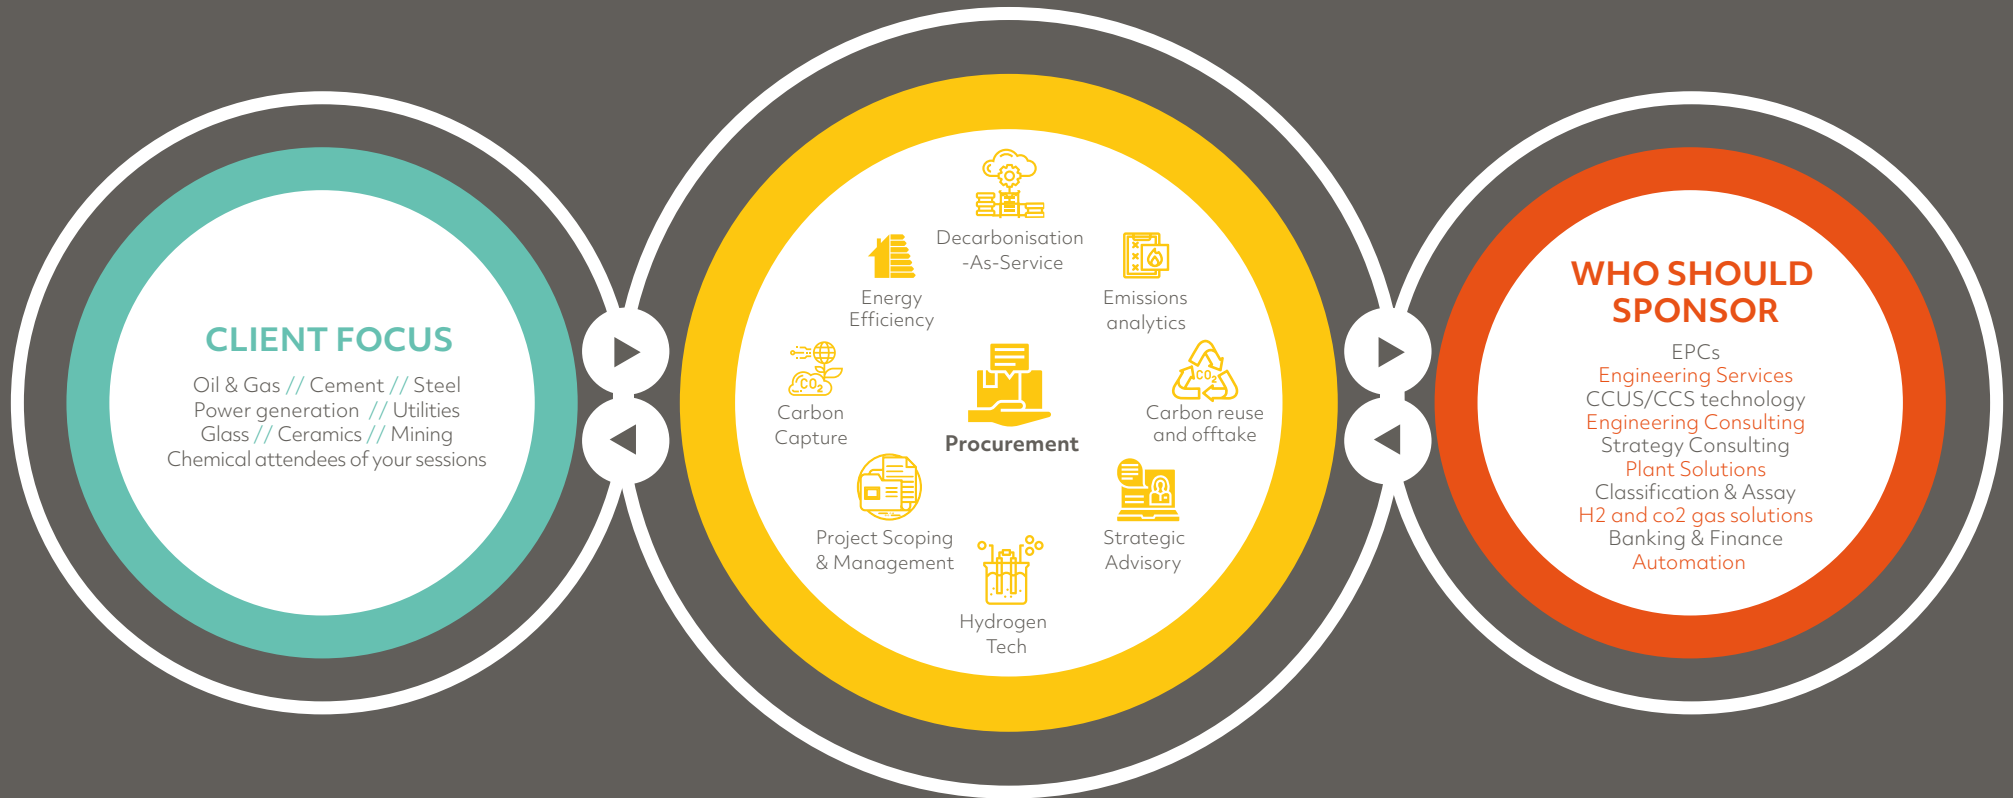 CLIENT FOCUS
Oil & Gas // Cement // Steel
Power generation // Utilities
Glass // Ceramics // Mining
Chemical attendees of your sessions
Decarbonisation
-As-Service
Energy
Efficiency
Emissions
analytics
CO2
Carbon
Capture
Procurement
CO2
Carbon reuse
and offtake
Project Scoping
& Management
Strategic
Advisory
Hydrogen
Tech
WHO SHOULD
SPONSOR
EPCs
Engineering Services
CCUS/CCS technology
Engineering Consulting
Strategy Consulting
Plant Solutions
Classification & Assay
H2 and co2 gas solutions
Banking & Finance
Automation